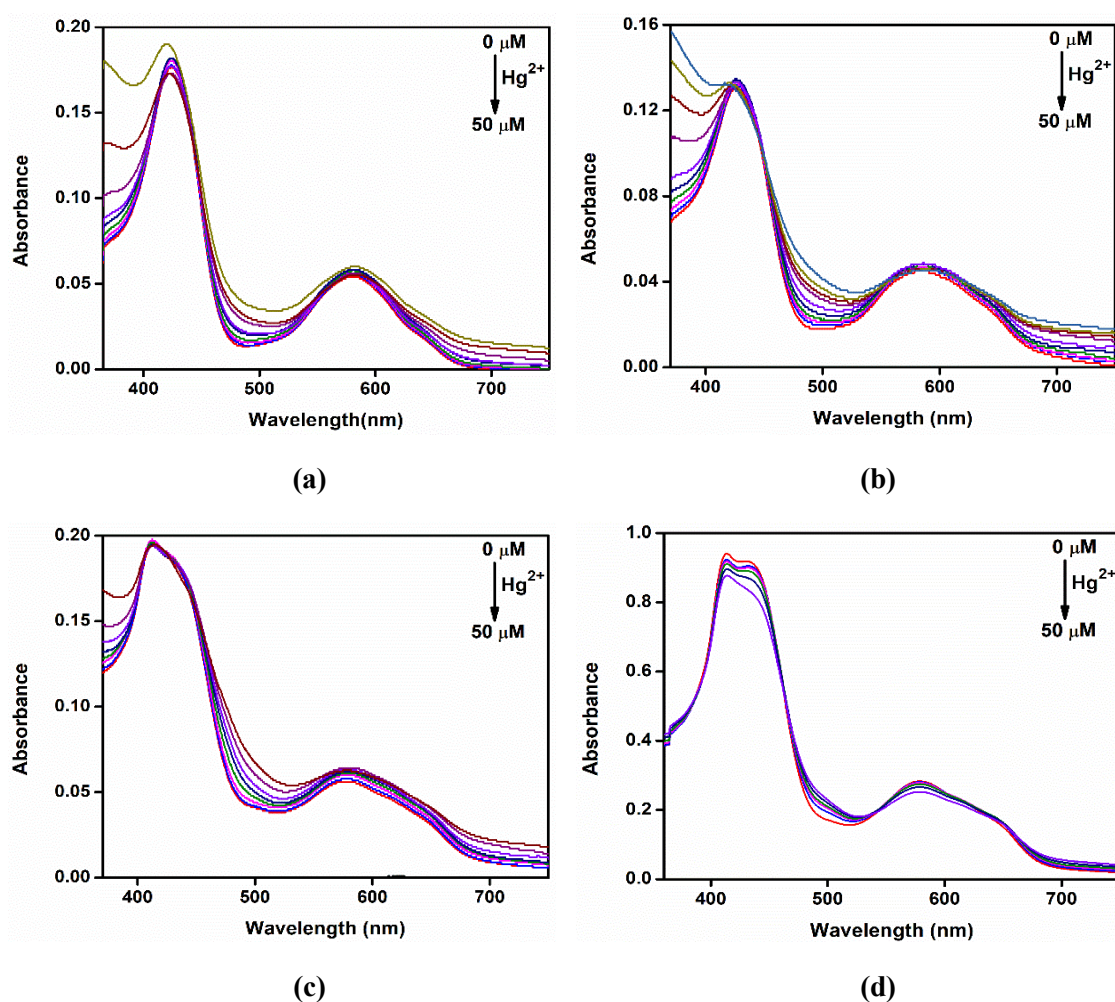 0.20
0.15
0.10
0.05
0.00
Absorbance
400 500 600 700
Wavelength(nm)
0 μM
Hg2+
50 μM
(a)
0.16
0.12
0.08
0.04
0.00
Absorbance
400 500 600 700
Wavelength (nm)
0 μM
Hg2+
50 μM
(b)
0.20
0.15
0.10
0.05
0.00
Absorbance
400 500 600 700
Wavelength (nm)
0 μM
Hg2+
50 μM
(c)
1.0
0.8
0.6
0.4
0.2
0.0
Absorbance
400 500 600 700
Wavelength (nm)
0 μM
Hg2+
50 μM
(d)